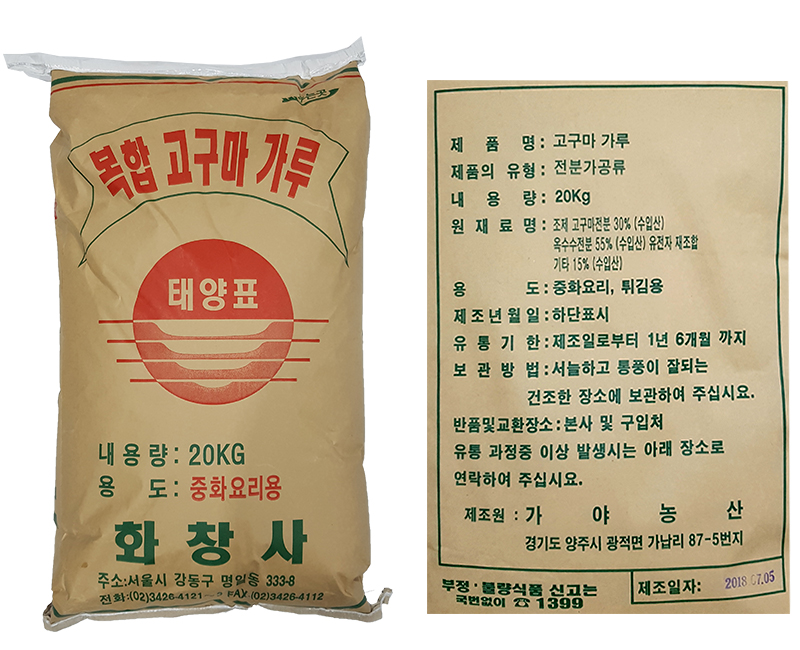 복합 고구마 가루
태양표
내용량: 20KG
용 도: 중화요리용
화창사
주소:서울시 강동구 명일동 333-8
전화:(02)3426-4121 2 FAX.(02)3426-4112
제 품 명: 고구마 가루
제품의 유형: 전분가공류
내 용 량: 20Kg
원 재 료 명: 조제 고구마전분 30% (수입산)
옥수수전분 55% (수입산) 유전자 재조합
기타 15% (수입산)
용 도: 중화요리, 튀김용
제조년월일: 하단표시
유 통 기 한: 제조일로부터 1년 6개월 까지
보 관 방 법: 서늘하고 통풍이 잘되는
건조한 장소에 보관하여 주십시요.
반품및교환장소: 본사 및 구입처
유통 과정중 이상 발생시는 아래 장소로
연락하여 주십시요.
제조원 : 가 야 농 산
경기도 양주시 광적면 가납리 87-5번지
부정·불량식품 신고는
국번없이 ☎ 1399
제조일자: 2018.07.05